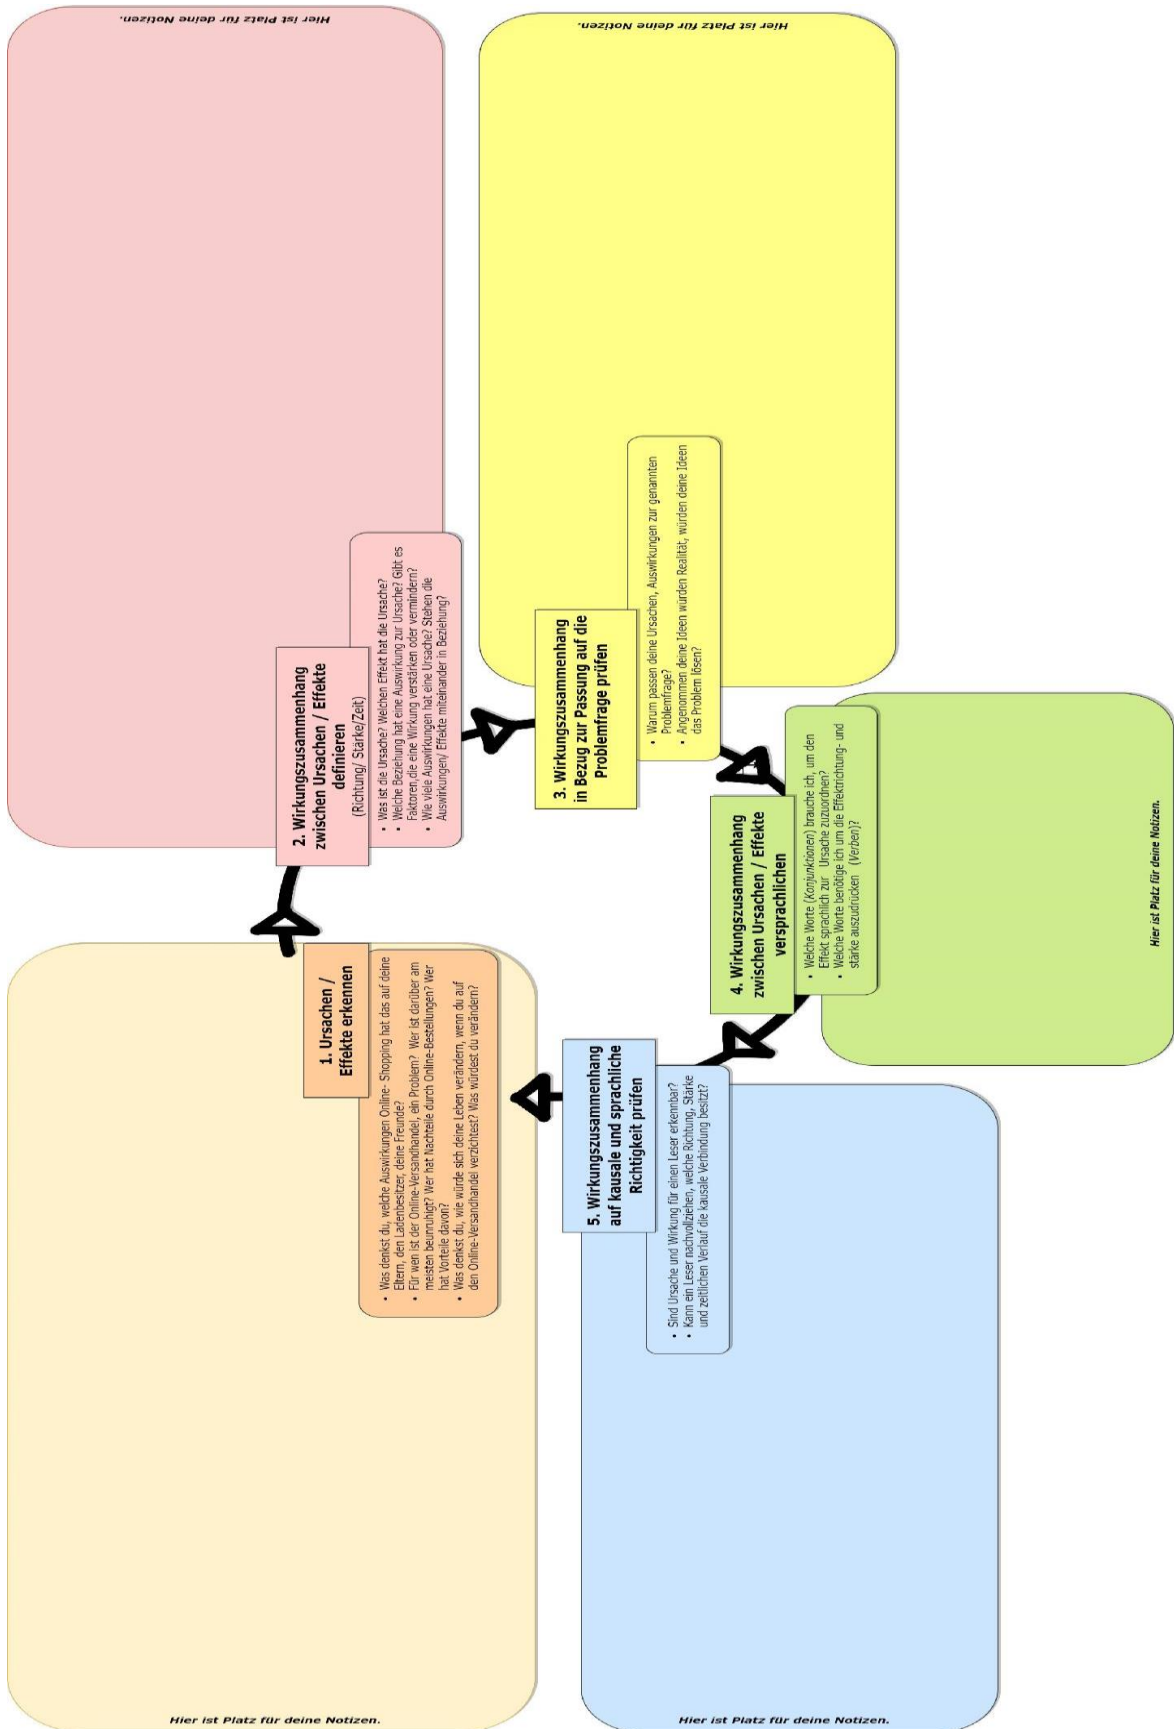 1. Ursachen /
Effekte erkennen
• Was denkst du, welche Auswirkungen Online- Shopping hat das auf deine
Eltern, den Ladenbesitzer, deine Freunde?
• Für wen ist der Online-Versandhandel, ein Problem? Wer ist darüber am
meisten beunruhigt? Wer hat Nachteile durch Online-Bestellungen? Wer
hat Vorteile davon?
• Was denkst du, wie würde sich deine Leben verändern, wenn du auf
den Online-Versandhandel verzichtest? Was würdest du verändern?
Hier ist Platz für deine Notizen.
2. Wirkungszusammenhang
zwischen Ursachen / Effekte
definieren
(Richtung/ Stärke/Zeit)
• Was ist die Ursache? Welchen Effekt hat die Ursache?
• Welche Beziehung hat eine Auswirkung zur Ursache? Gibt es
Faktoren,die eine Wirkung verstärken oder vermindern?
• Wie viele Auswirkungen hat eine Ursache? Stehen die
Auswirkungen/ Effekte miteinander in Beziehung?
Hier ist Platz für deine Notizen.
3. Wirkungszusammenhang
in Bezug zur Passung auf die
Problemfrage prüfen
• Warum passen deine Ursachen, Auswirkungen zur genannten
Problemfrage?
• Angenommen deine Ideen würden Realität, würden deine Ideen
das Problem lösen?
Hier ist Platz für deine Notizen.
4. Wirkungszusammenhang
zwischen Ursachen / Effekte
versprachlichen
• Welche Worte (Konjunktionen) brauche ich, um den
Effekt sprachlich zur Ursache zuzuordnen?
• Welche Worte benötige ich um die Effektrichtung- und
stärke auszudrücken (Verben)?
Hier ist Platz für deine Notizen.
5. Wirkungszusammenhang
auf kausale und sprachliche
Richtigkeit prüfen
• Sind Ursache und Wirkung für einen Leser erkennbar?
• Kann ein Leser nachvollziehen, welche Richtung, Stärke
und zeitlichen Verlauf die kausale Verbindung besitzt?
Hier ist Platz für deine Notizen.